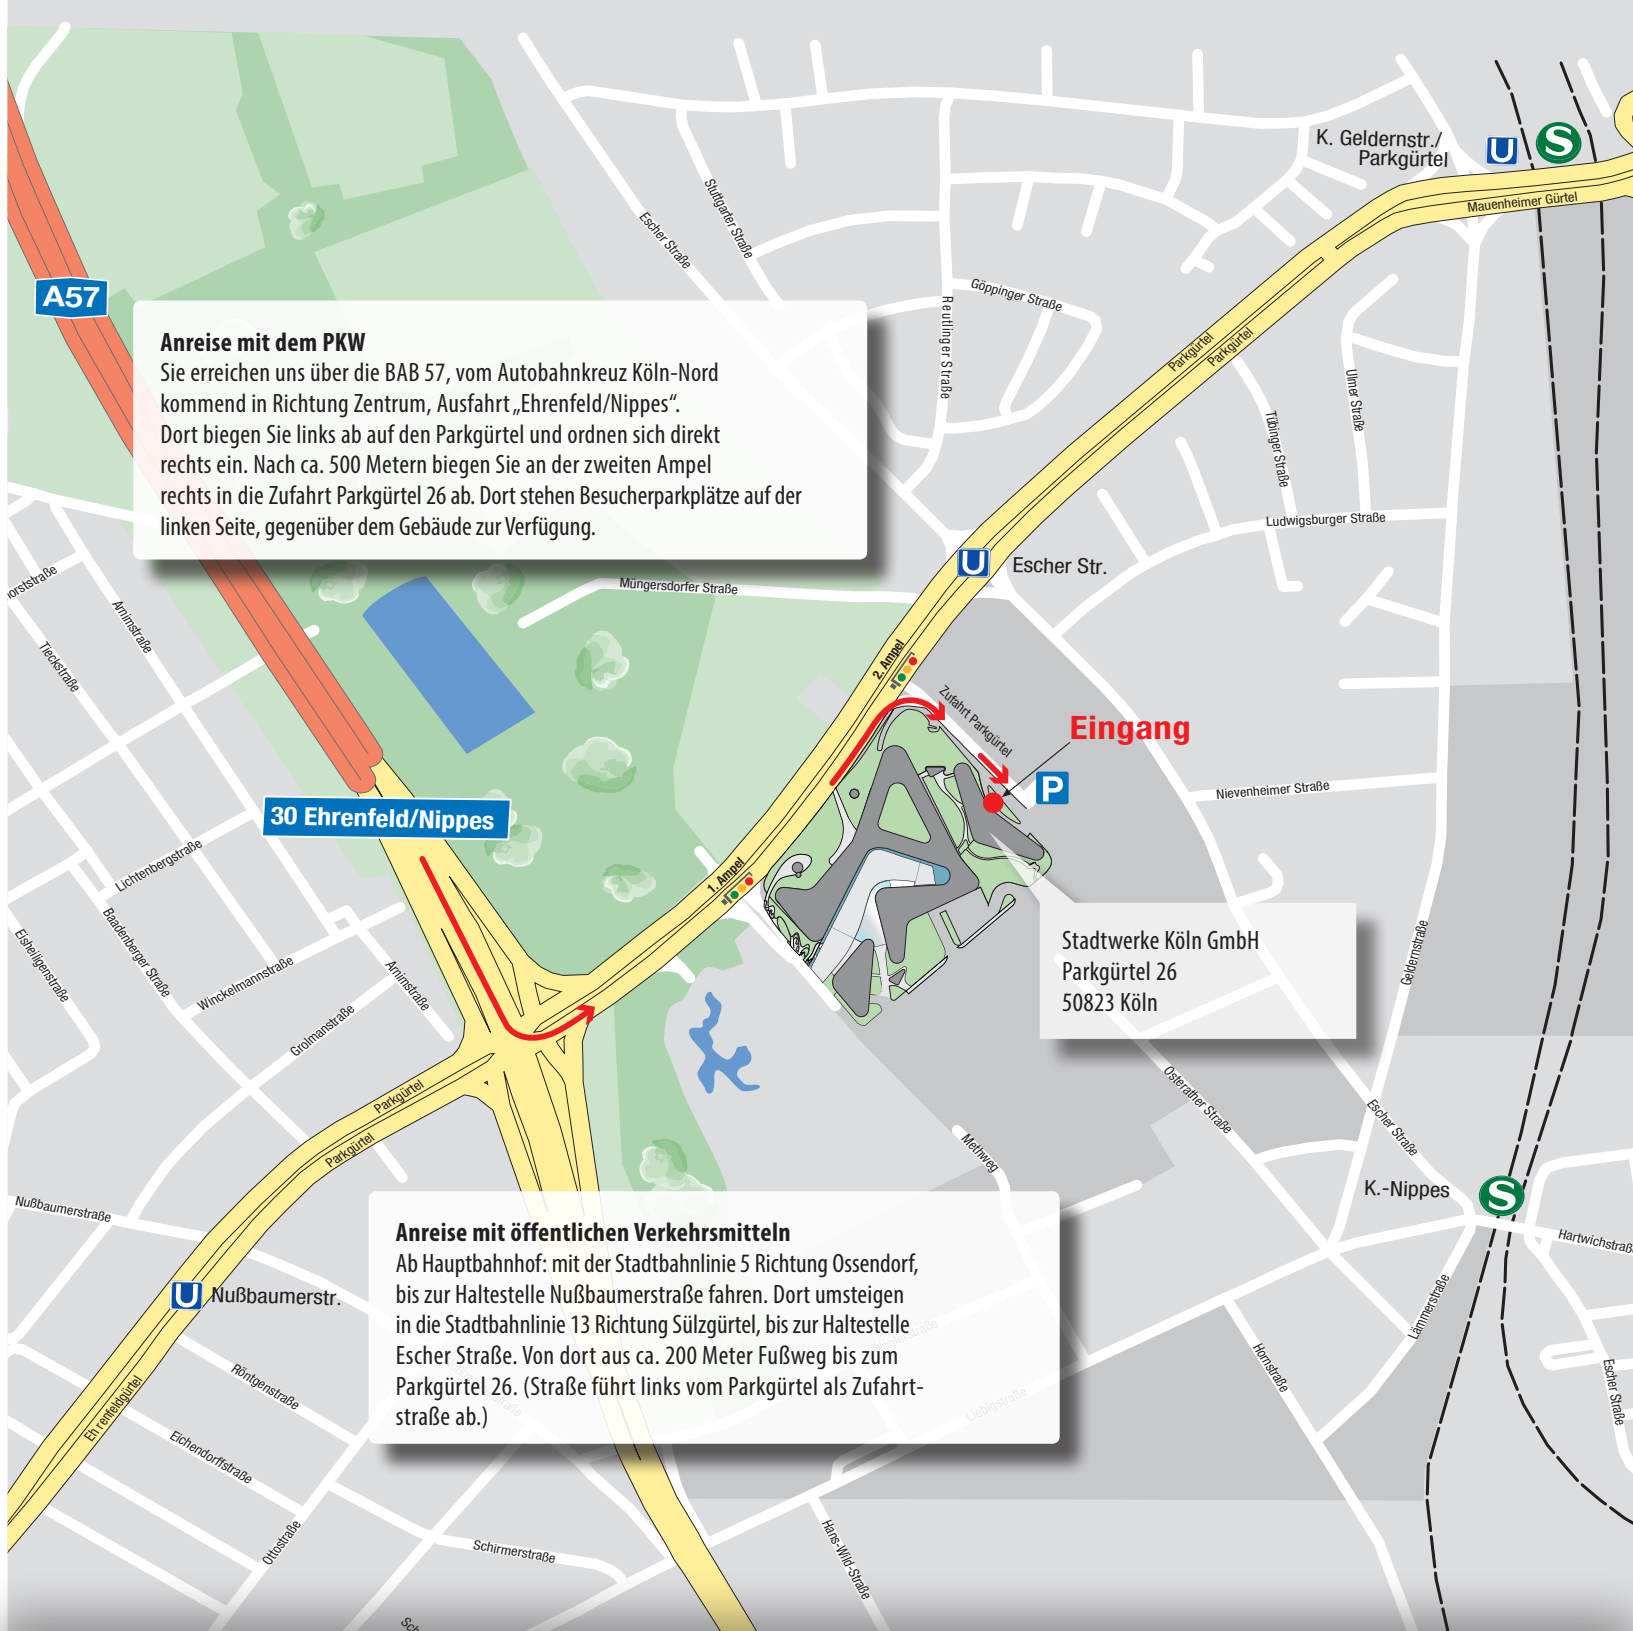 K. Geldernstr./
Parkgürtel
U
S
Mauenheimer Gürtel
Stuttgarter Straße
Escher Straße
A57
Göppinger Straße
Reutlinger Straße
Parkgürtel
Parkgürtel
Ulmer Straße
Tübinger Straße
Ludwigsburger Straße
Anreise mit dem PKW
Sie erreichen uns über die BAB 57, vom Autobahnkreuz Köln-Nord
kommend in Richtung Zentrum, Ausfahrt „Ehrenfeld/Nippes“.
Dort biegen Sie links ab auf den Parkgürtel und ordnen sich direkt
rechts ein. Nach ca. 500 Metern biegen Sie an der zweiten Ampel
rechts in die Zufahrt Parkgürtel 26 ab. Dort stehen Besucherparkplätze auf der
linken Seite, gegenüber dem Gebäude zur Verfügung.
U
Escher Str.
Müngersdorfer Straße
orststraße
Arnimstraße
Tieckstraße
2. Ampel
Zufahrt Parkgürtel
Eingang
P
Nievenheimer Straße
30 Ehrenfeld/Nippes
1. Ampel
Lichtenbergstraße
Baadenberger Straße
Eisheiligenstraße
Winckelmannstraße
Arnimstraße
Grolmanstraße
Stadtwerke Köln GmbH
Parkgürtel 26
50823 Köln
Geldernstraße
Osterather Straße
Escher Straße
Parkgürtel
Parkgürtel
Methweg
K.-Nippes
S
Hartwichstraß
Nußbaumerstraße
U
Nußbaumerstr.
Anreise mit öffentlichen Verkehrsmitteln
Ab Hauptbahnhof: mit der Stadtbahnlinie 5 Richtung Ossendorf,
bis zur Haltestelle Nußbaumerstraße fahren. Dort umsteigen
in die Stadtbahnlinie 13 Richtung Sülzgürtel, bis zur Haltestelle
Escher Straße. Von dort aus ca. 200 Meter Fußweg bis zum
Parkgürtel 26. (Straße führt links vom Parkgürtel als Zufahrt-
straße ab.)
Liebigstraße
Lämmerstraße
Hornstraße
Escher Straße
Röntgenstraße
Eh renfeldgürtel
Eichendorffstraße
Ottostraße
Schirmerstraße
Hans-Wild-Straße
Sch